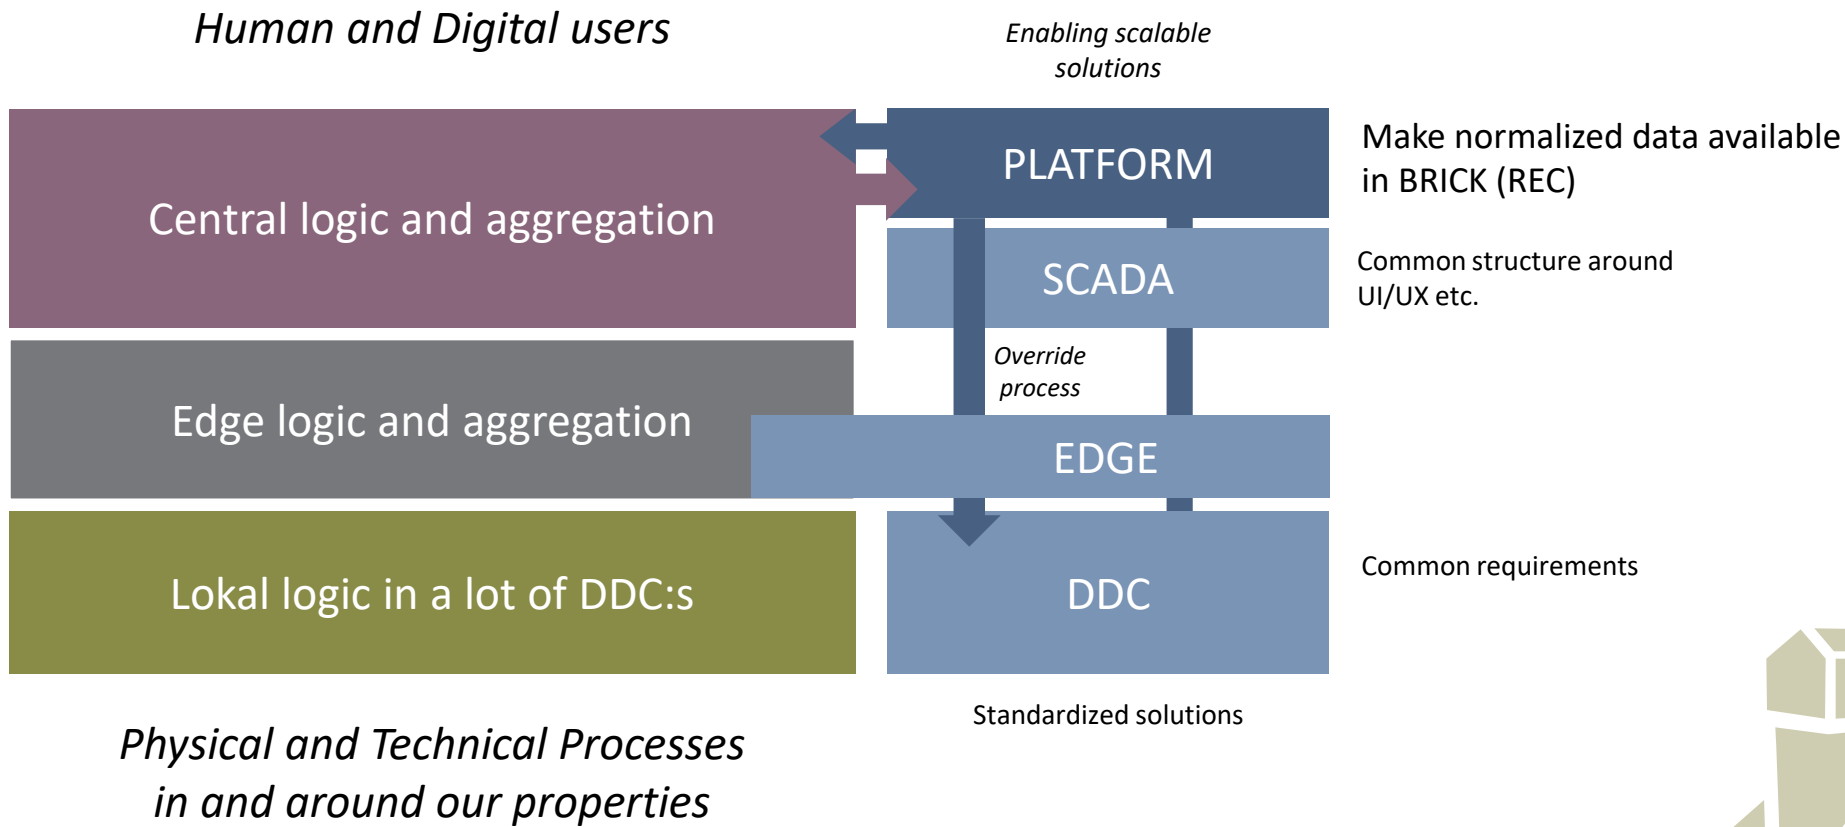 Human and Digital users
Enabling scalable
solutions
Central logic and aggregation
PLATFORM
Make normalized data available
in BRICK (REC)
SCADA
Common structure around
UI/UX etc.
Override
process
Edge logic and aggregation
EDGE
Lokal logic in a lot of DDC:s
DDC
Common requirements
Standardized solutions
Physical and Technical Processes
in and around our properties